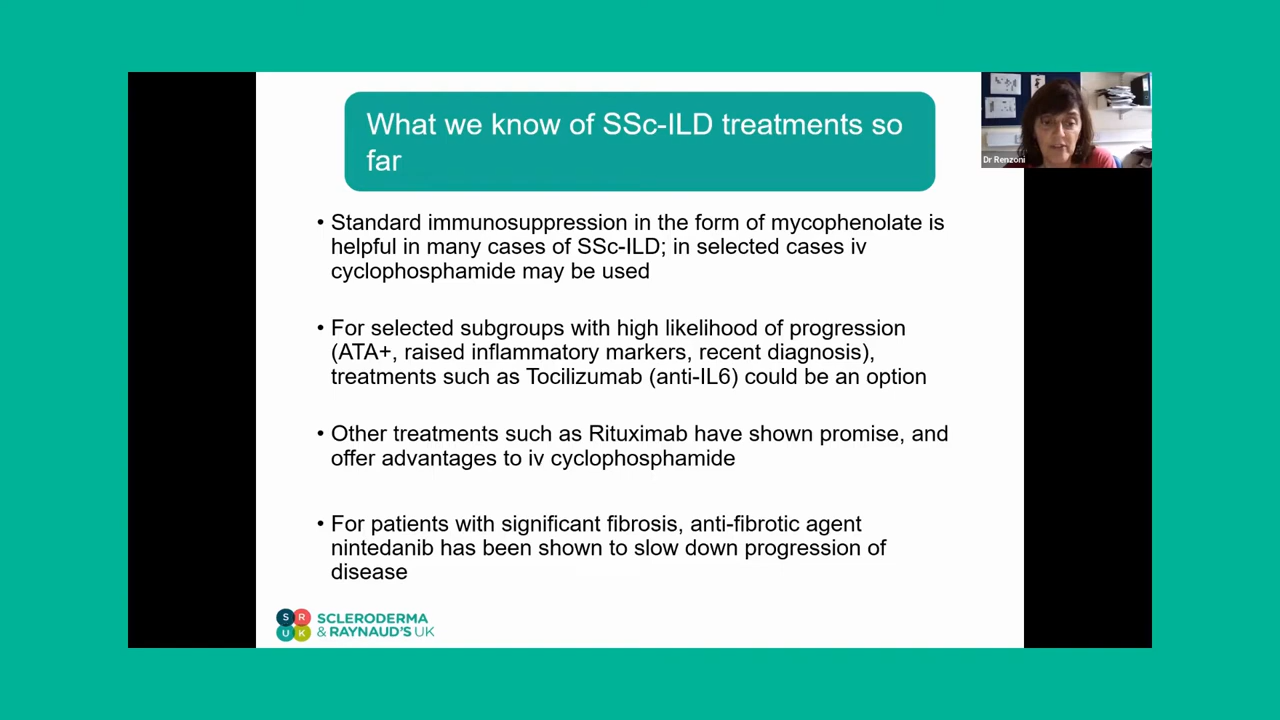 What we know of SSc-ILD treatments so
far
Dr Renzoni
• Standard immunosuppression in the form of mycophenolate is
helpful in many cases of SSc-ILD; in selected cases iv
cyclophosphamide may be used
• For selected subgroups with high likelihood of progression
(ATA+, raised inflammatory markers, recent diagnosis),
treatments such as Tocilizumab (anti-IL6) could be an option
• Other treatments such as Rituximab have shown promise, and
offer advantages to iv cyclophosphamide
• For patients with significant fibrosis, anti-fibrotic agent
nintedanib has been shown to slow down progression of
disease
S R
U K
SCLERODERMA
& RAYNAUD'S UK